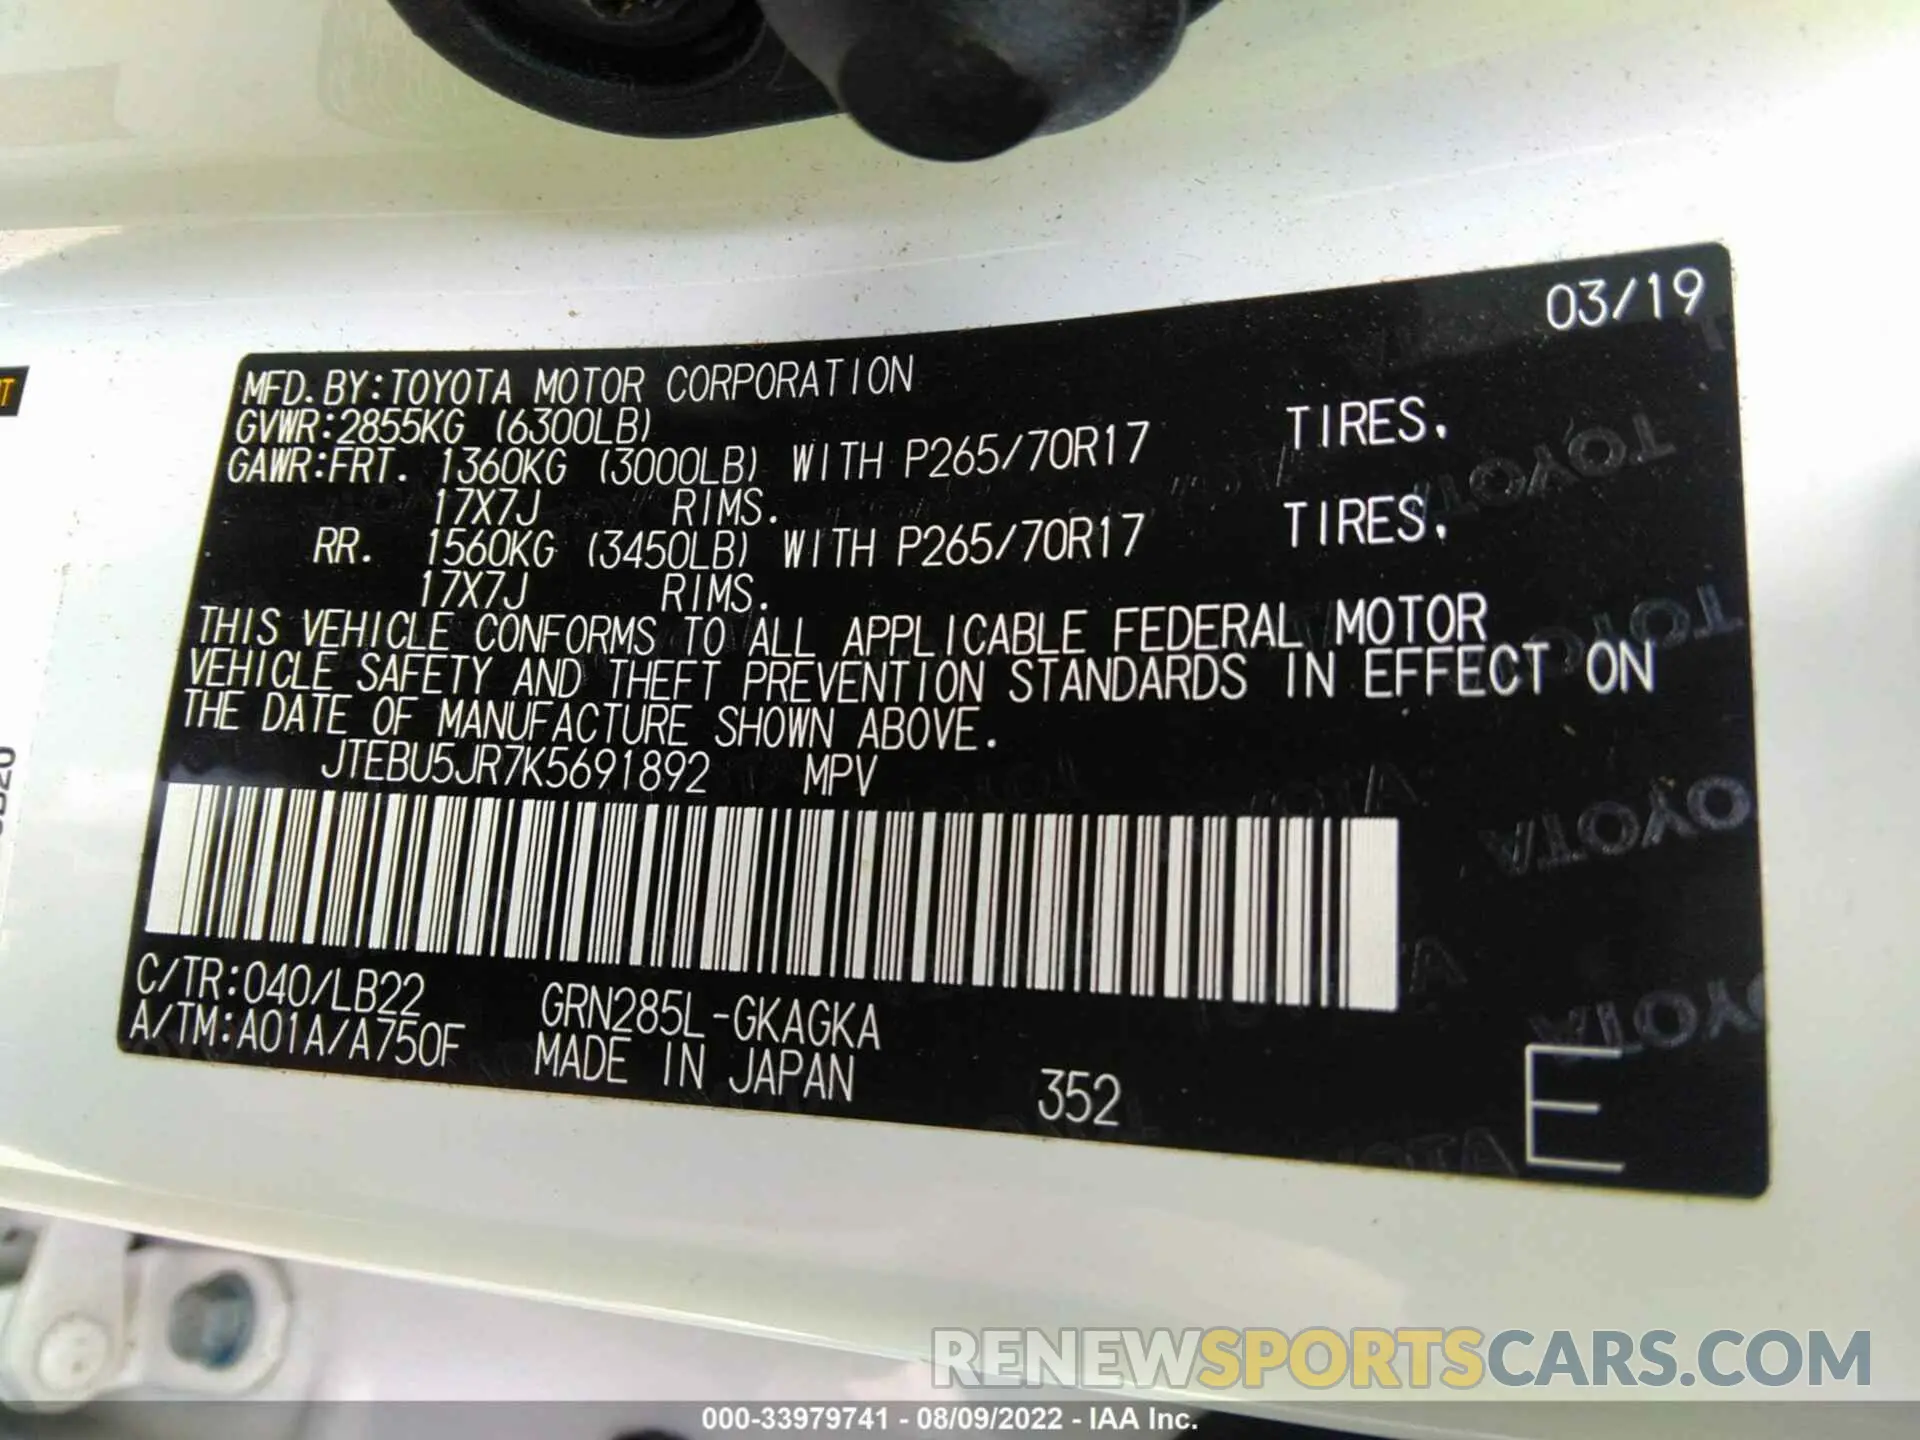 03/19
MFD. BY:TOYOTA MOTOR CORPORATION
GVWR:2855KG (6300LB)
GAWR:FRT. 1360KG (3000LB) WITH P265/70R17 TIRES,
17X7J RIMS.
RR. 1560KG (3450LB) WITH P265/70R17 TIRES,
17X7J RIMS.
THIS VEHICLE CONFORMS TO ALL APPLICABLE FEDERAL MOTOR
VEHICLE SAFETY AND THEFT PREVENTION STANDARDS IN EFFECT ON
THE DATE OF MANUFACTURE SHOWN ABOVE.
JTEBU5JR7K5691892 MPV
C/TR:040/LB22 GRN285L-GKAGKA
A/TM:A01A/A750F MADE IN JAPAN 352 E
RENEWSPORTSCARS.COM
000-33979741 - 08/09/2022 - IAA Inc.